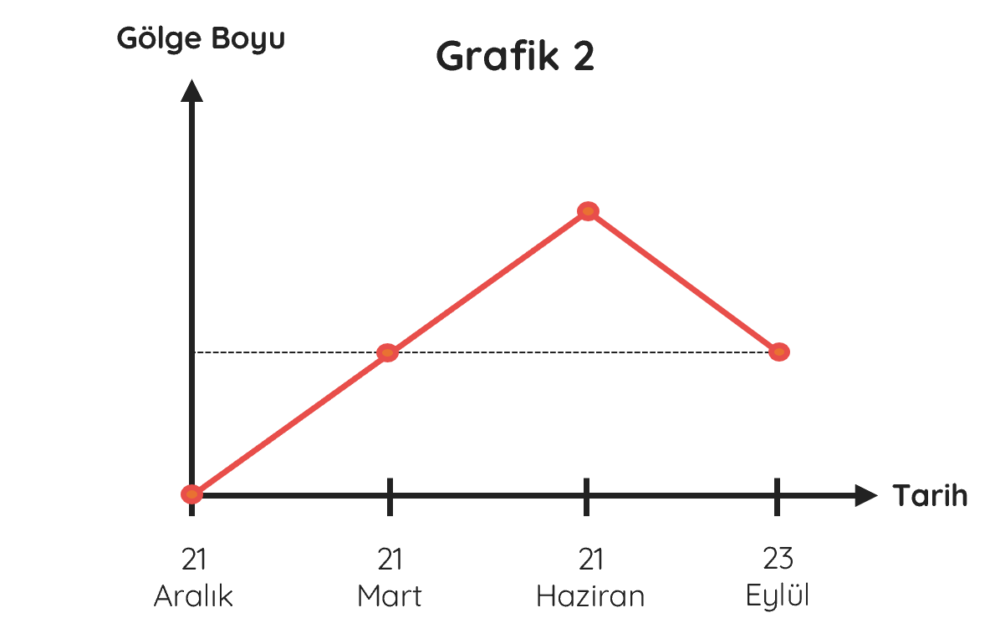 Gölge Boyu
Grafik 2
Tarih
21
Aralık
21
Mart
21
Haziran
23
Eylül